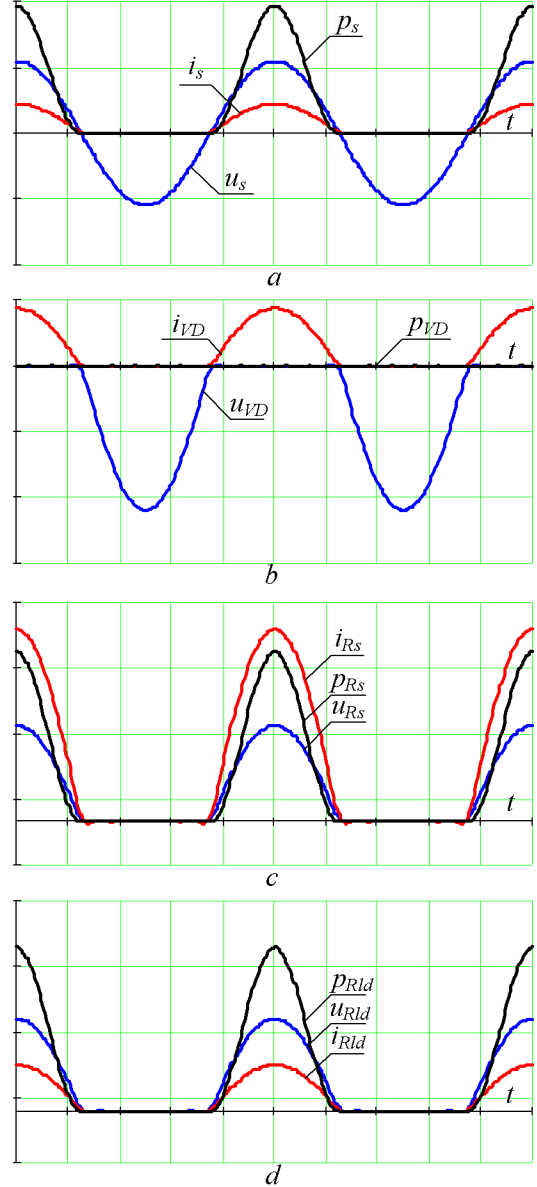 p_s
i_s
t
u_s
a
i_VD
p_VD
t
u_VD
b
i_Rs
p_Rs
u_Rs
t
c
p_Rld
u_Rld
i_Rld
t
d